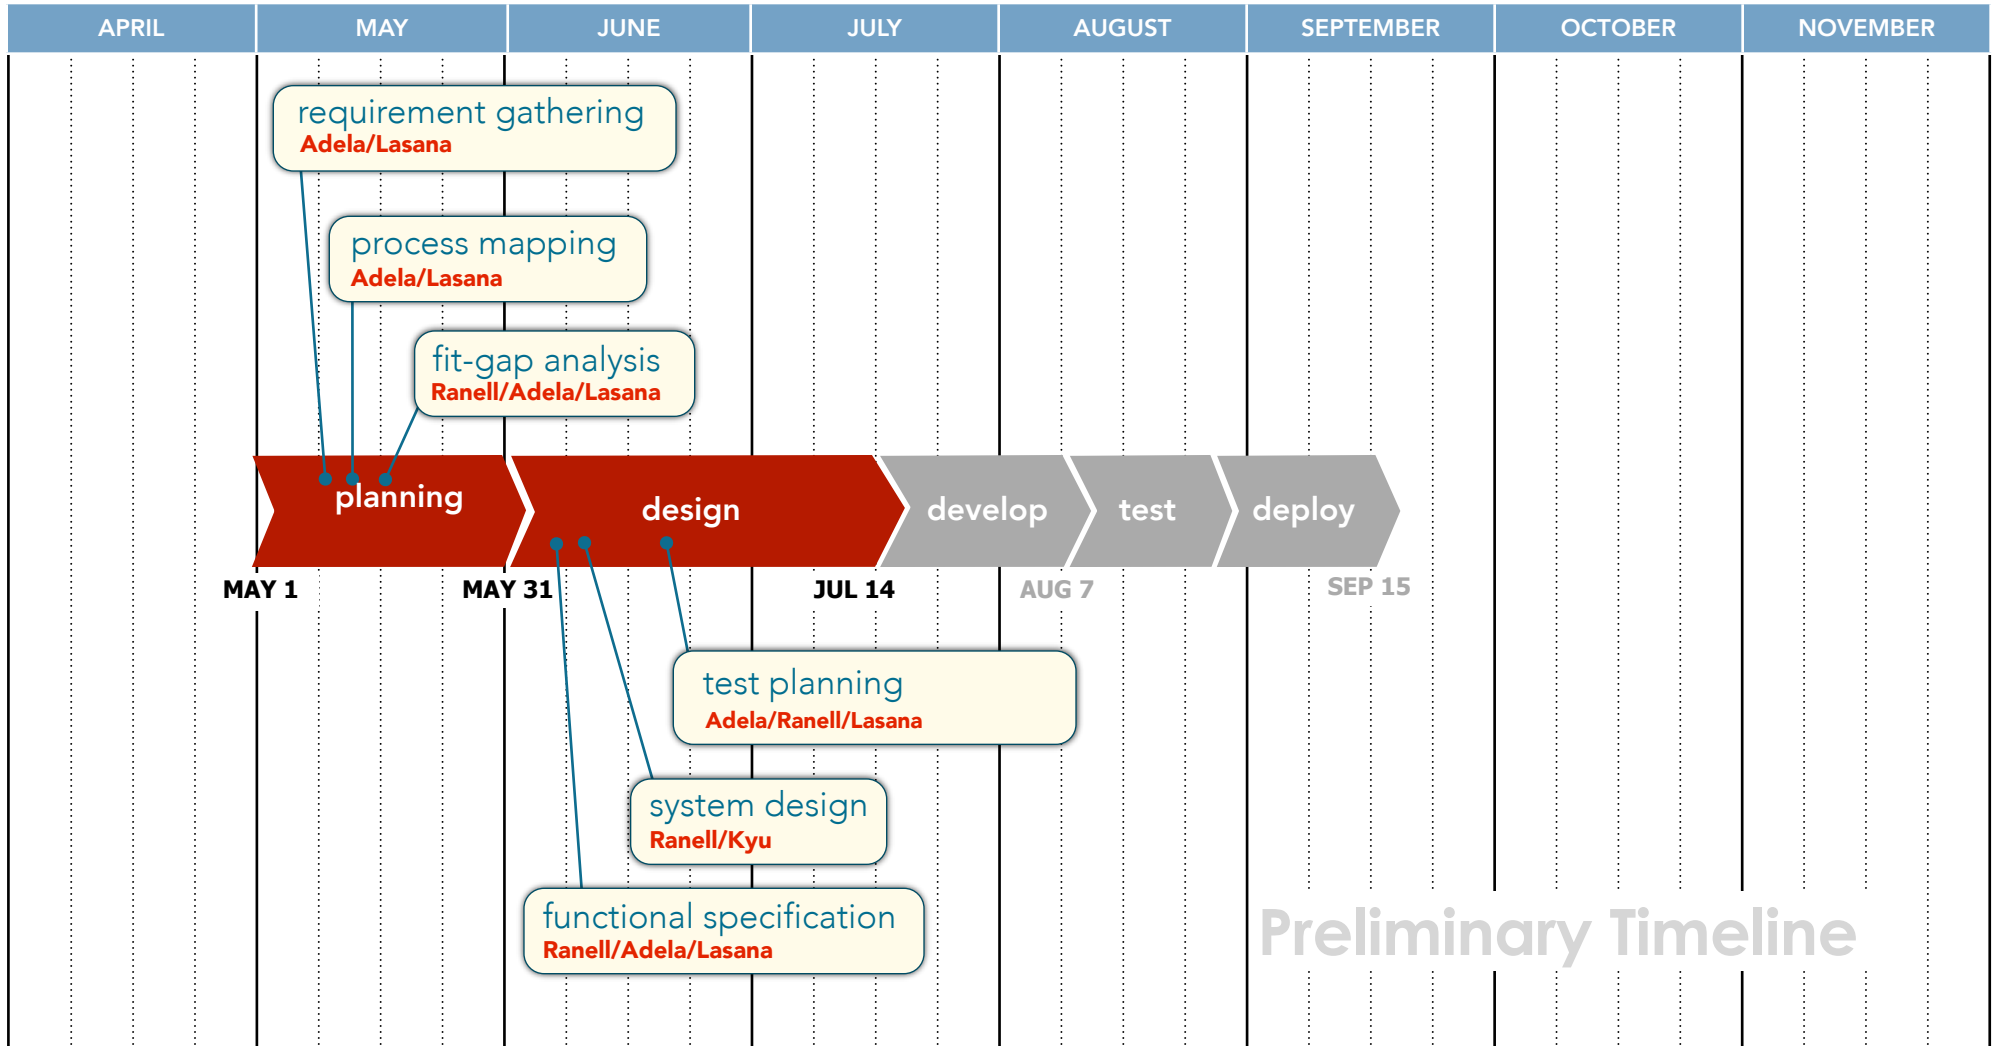 APRIL MAY JUNE JULY AUGUST SEPTEMBER OCTOBER NOVEMBER
requirement gathering
Adela/Lasana
process mapping
Adela/Lasana
fit-gap analysis
Ranell/Adela/Lasana
planning design develop test deploy
MAY 1 MAY 31 JUL 14 AUG 7 SEP 15
test planning
Adela/Ranell/Lasana
system design
Ranell/Kyu
functional specification
Ranell/Adela/Lasana
Preliminary Timeline